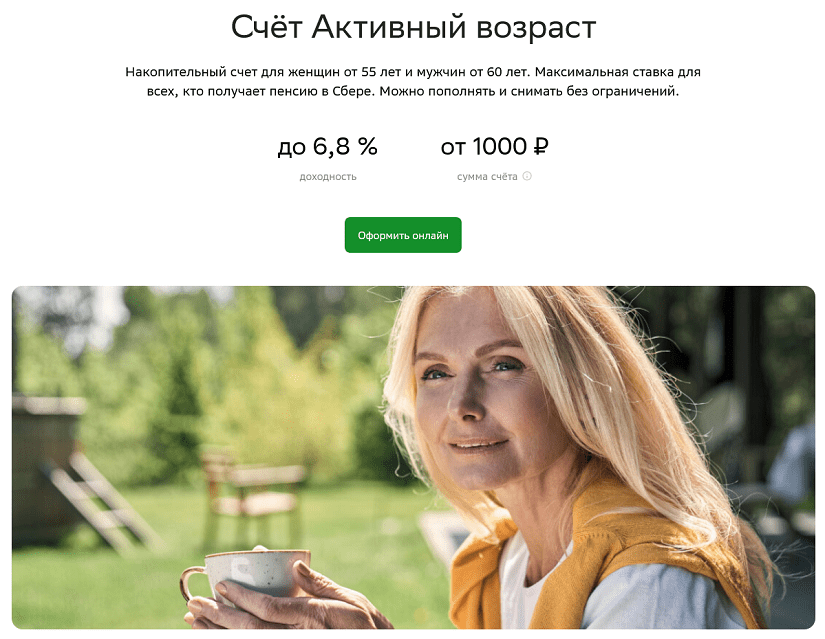 Счёт Активный возраст
Накопительный счет для женщин от 55 лет и мужчин от 60 лет. Максимальная ставка для
всех, кто получает пенсию в Сбере. Можно пополнять и снимать без ограничений.
до 6,8 % от 1000 ₽
доходность сумма счёта
Оформить онлайн